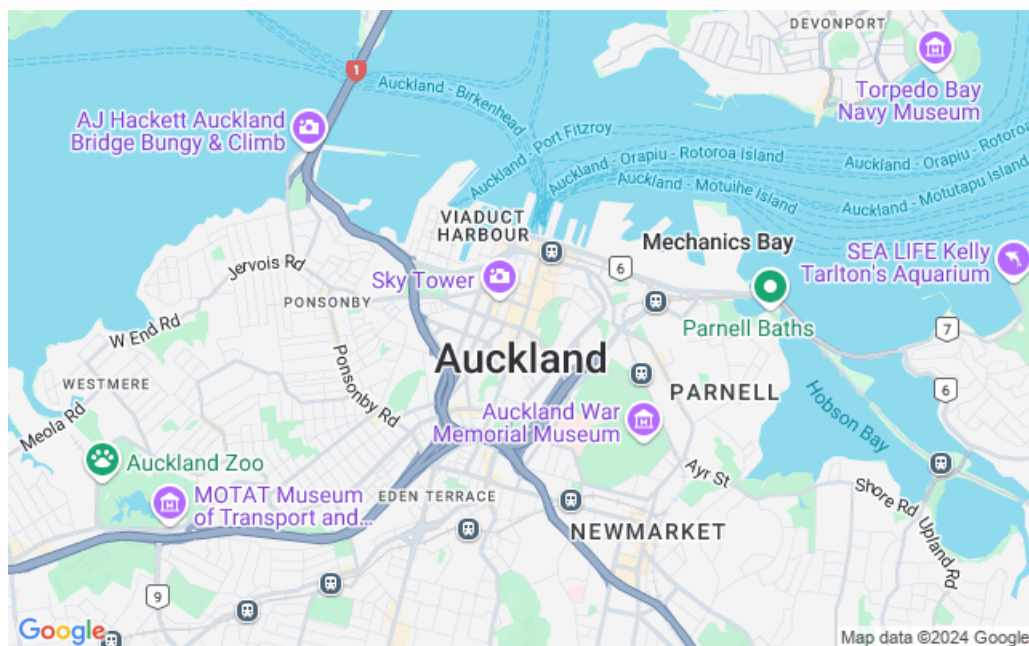 DEVONPORT
1
Auckland - Birkenhead
Torpedo Bay
Navy Museum
AJ Hackett Auckland
Bridge Bungy & Climb
Auckland - Port Fitzroy
Auckland - Orapiu - Rotoroa Island
Auckland - Orapiu - Rotoro
Auckland - Motuihe Island
Auckland - Motutapu Island
VIADUCT
HARBOUR
Mechanics Bay
SEA LIFE Kelly
Tarlton's Aquarium
Jervois Rd
Sky Tower
6
PONSONBY
W End Rd
Parnell Baths
7
Auckland
Ponsonby Rd
WESTMERE
PARNELL
6
Meola Rd
Auckland War
Memorial Museum
Hobson Bay
Auckland Zoo
Ayr St
MOTAT Museum
of Transport and...
EDEN TERRACE
Shore Rd
NEWMARKET
Upland Rd
9
Google
Map data ©2024 Google